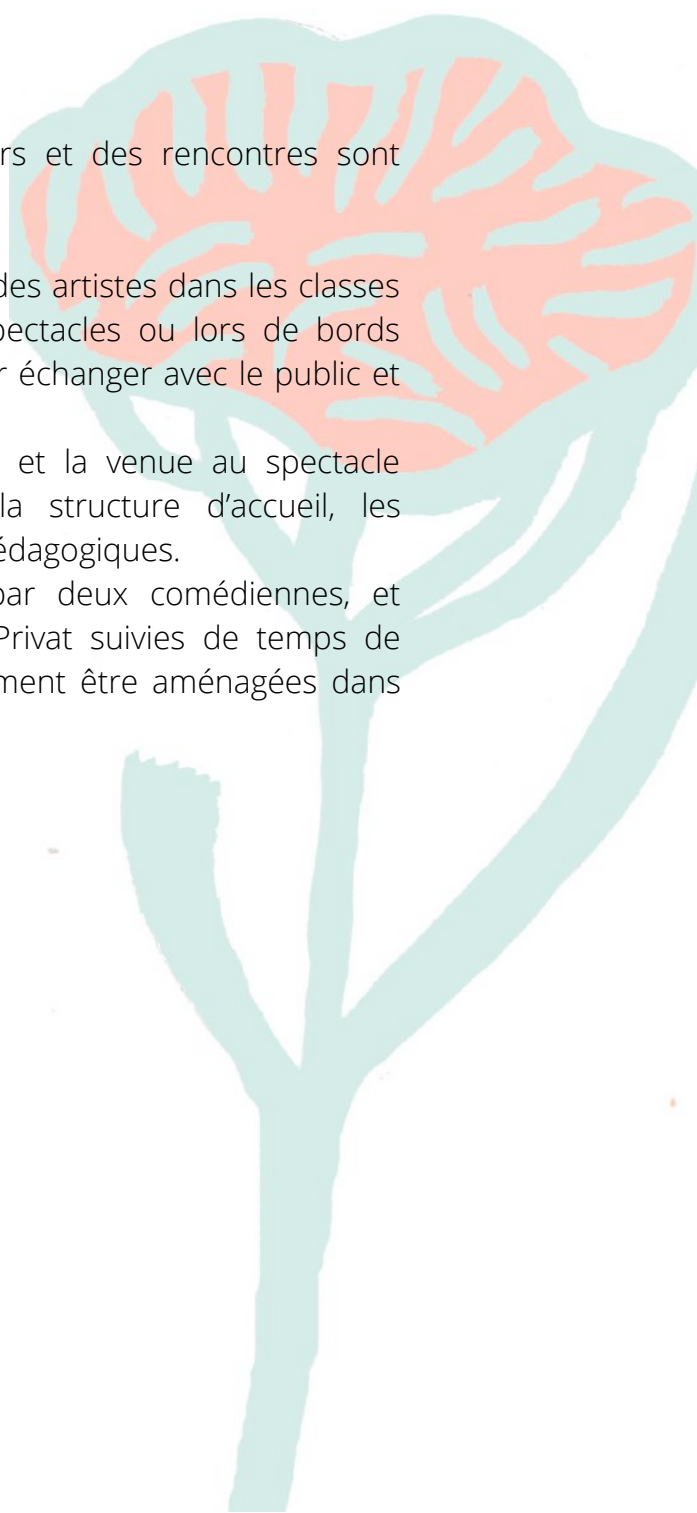 rs et des rencontres sont
des artistes dans les classes
pectacles ou lors de bords
r échanger avec le public et
et la venue au spectacle
la structure d'accueil, les
édagogiques.
par deux comédiennes, et
Privat suivies de temps de
ment être aménagées dans